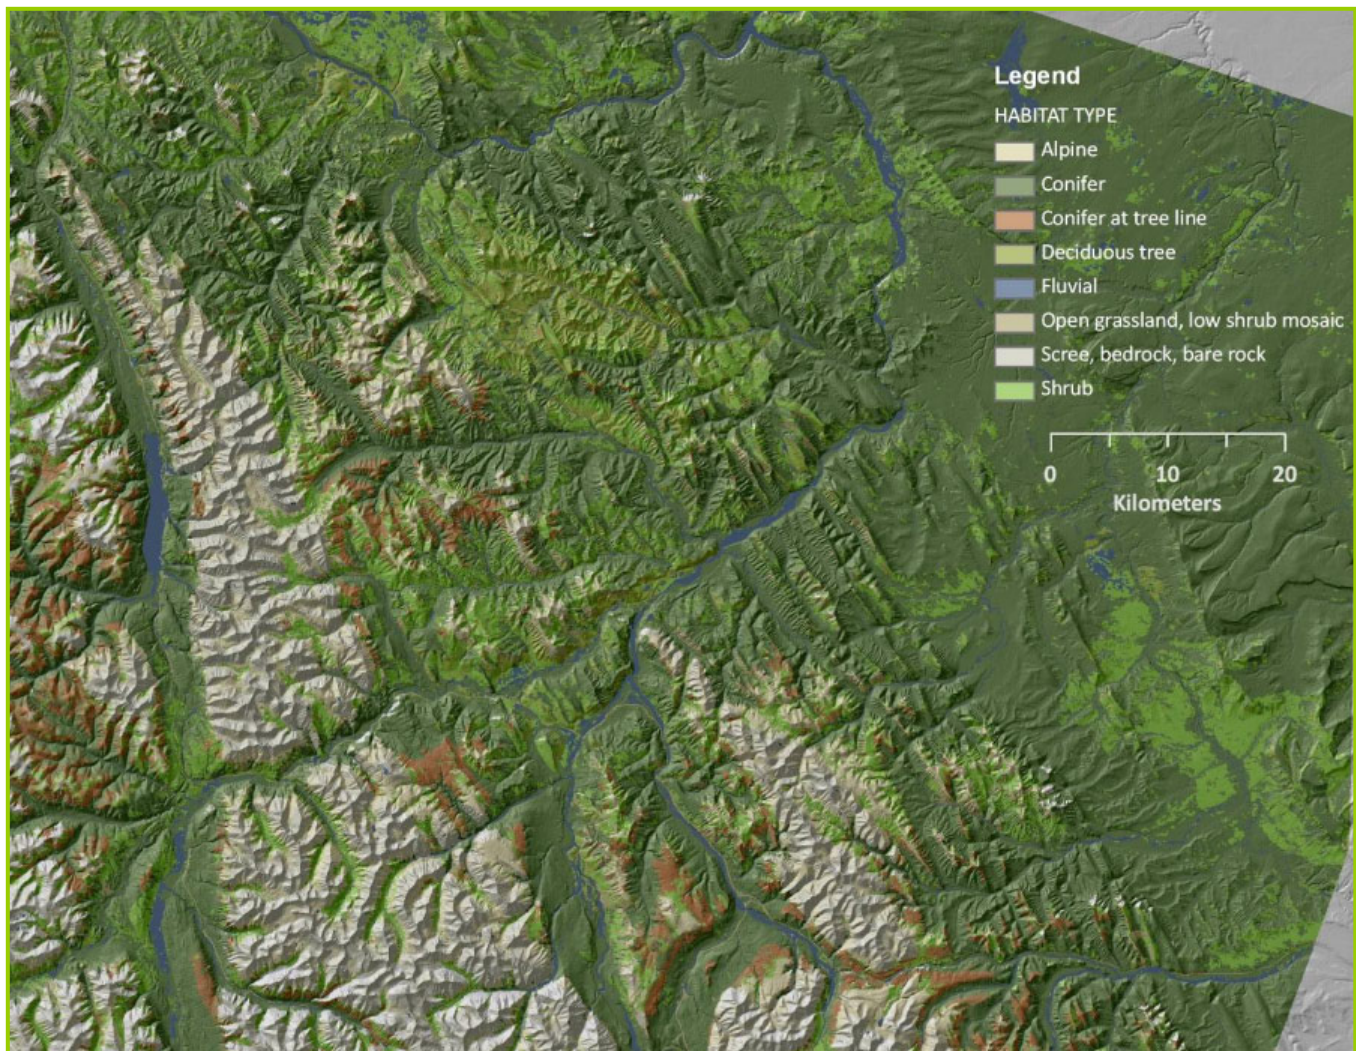 Legend
HABITAT TYPE
Alpine
Conifer
Conifer at tree line
Deciduous tree
Fluvial
Open grassland, low shrub mosaic
Scree, bedrock, bare rock
Shrub
0 10 20
Kilometers